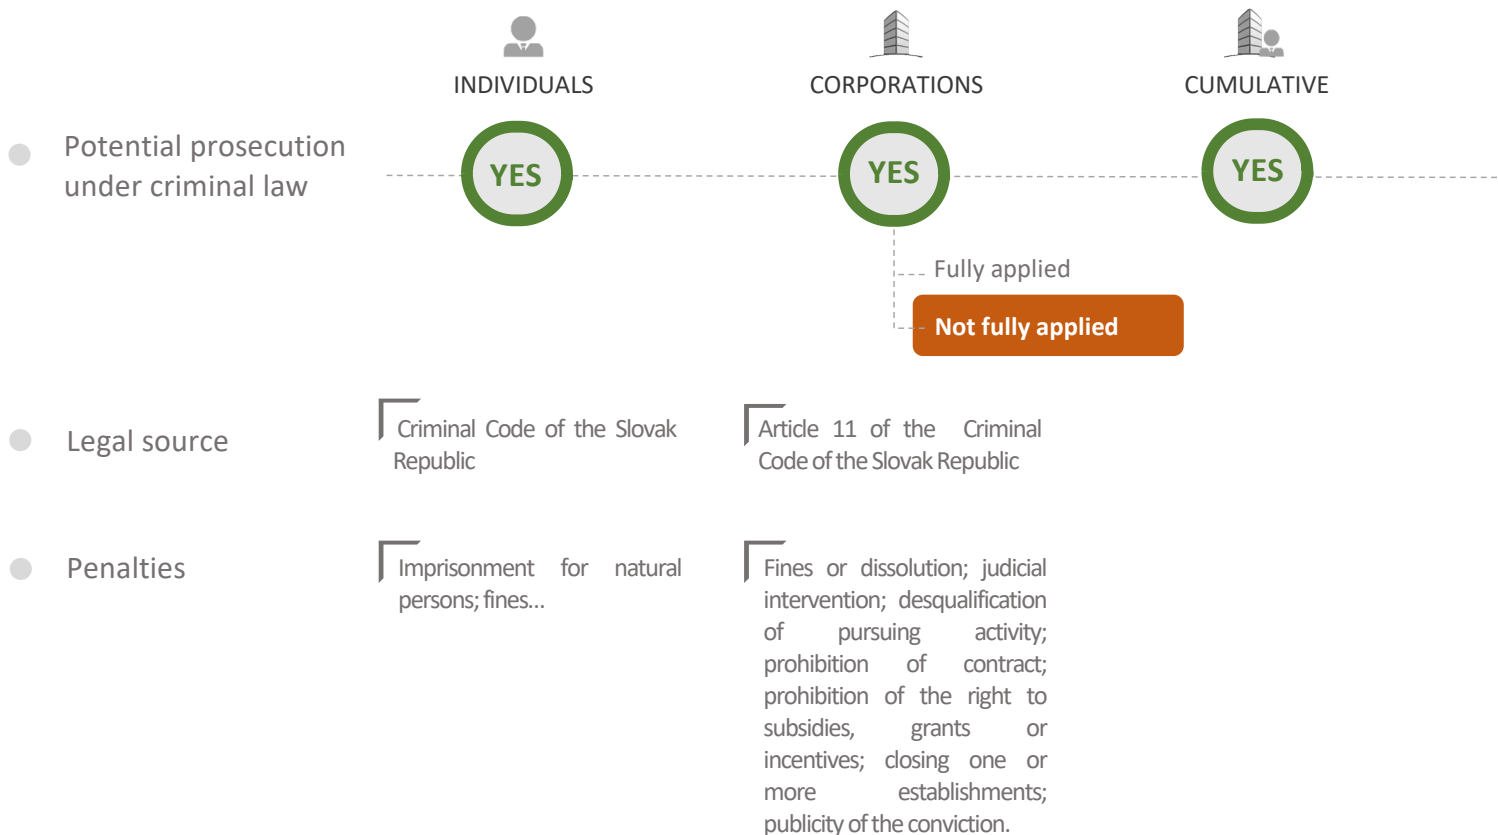 INDIVIDUALS
CORPORATIONS
CUMULATIVE
Potential prosecution
under criminal law
YES
YES
YES
Fully applied
Not fully applied
Legal source
Criminal Code of the Slovak
Republic
Article 11 of the Criminal
Code of the Slovak Republic
Penalties
Imprisonment for natural
persons; fines...
Fines or dissolution; judicial
intervention; desqualification
of pursuing activity;
prohibition of contract;
prohibition of the right to
subsidies, grants or
incentives; closing one or
more establishments;
publicity of the conviction.